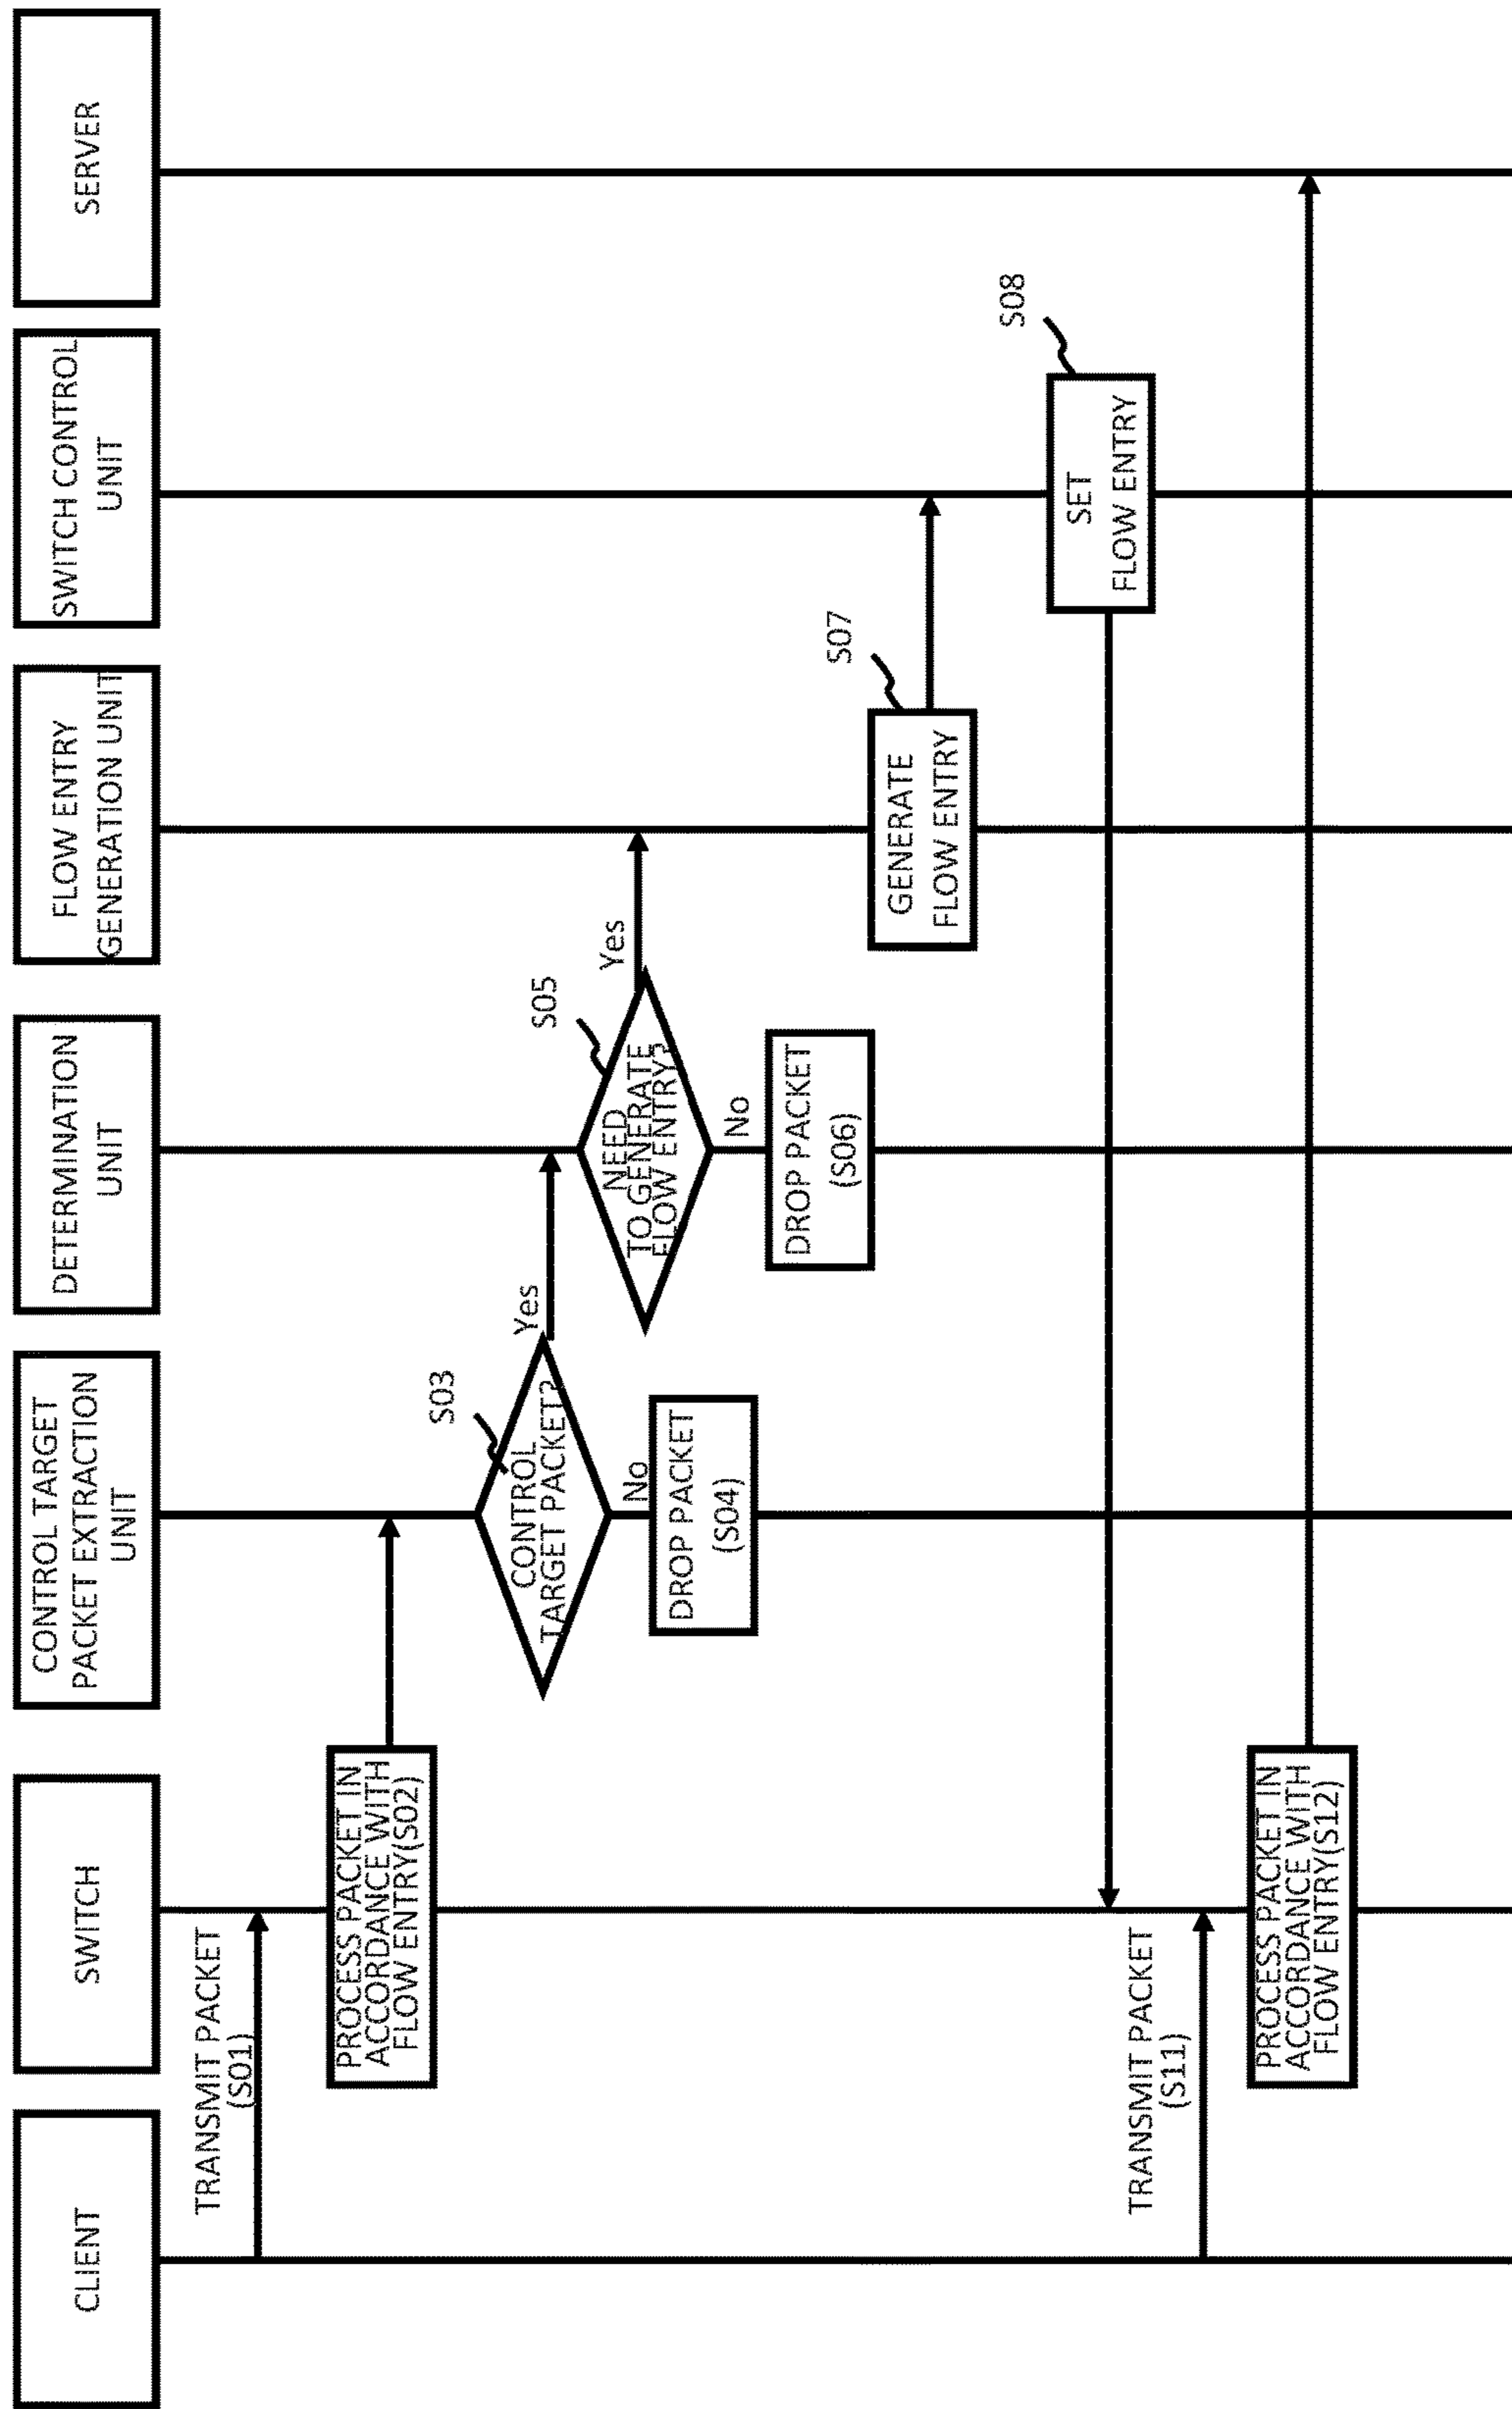 CLIENT
SWITCH
CONTROL TARGET
PACKET EXTRACTION
UNIT
DETERMINATION
UNIT
FLOW ENTRY
GENERATION UNIT
SWITCH CONTROL
UNIT
SERVER
TRANSMIT PACKET
(S01)
PROCESS PACKET IN
ACCORDANCE WITH
FLOW ENTRY(S02)
S03
CONTROL
TARGET PACKET?
Yes
No
DROP PACKET
(S04)
S05
NEED
TO GENERATE
FLOW ENTRY?
Yes
No
DROP PACKET
(S06)
S07
GENERATE
FLOW ENTRY
S08
SET
FLOW ENTRY
TRANSMIT PACKET
(S11)
PROCESS PACKET IN
ACCORDANCE WITH
FLOW ENTRY(S12)